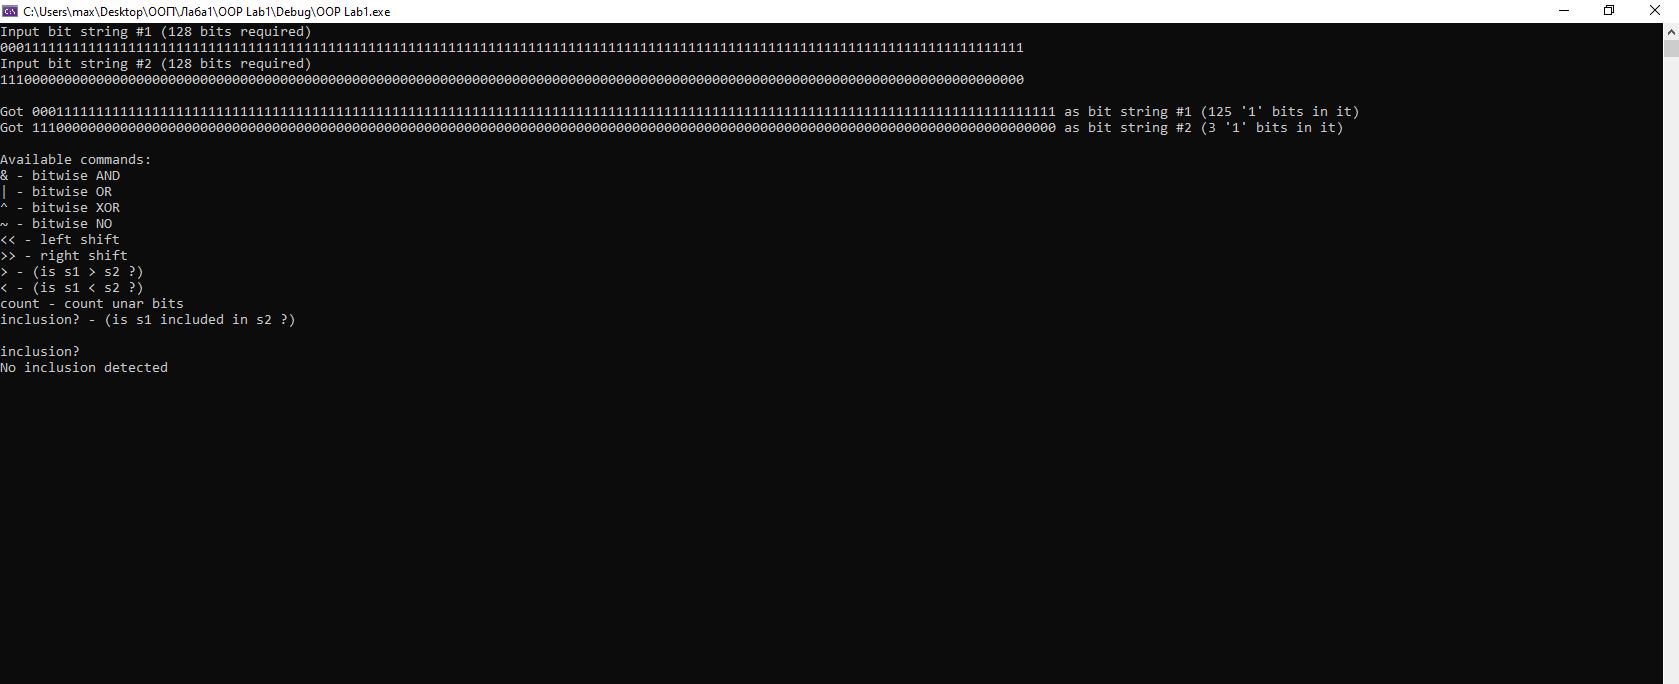 C:\Users\max\Desktop\ООП\Лаба1\OOP Lab1\Debug\OOP Lab1.exe
Input bit string #1 (128 bits required)
00011111111111111111111111111111111111111111111111111111111111111111111111111111111111111111111111111111111111111111111111111111
Input bit string #2 (128 bits required)
11100000000000000000000000000000000000000000000000000000000000000000000000000000000000000000000000000000000000000000000000000000
Got 00011111111111111111111111111111111111111111111111111111111111111111111111111111111111111111111111111111111111111111111111111111 as bit string #1 (125 '1' bits in it)
Got 11100000000000000000000000000000000000000000000000000000000000000000000000000000000000000000000000000000000000000000000000000000 as bit string #2 (3 '1' bits in it)
Available commands:
& - bitwise AND
| - bitwise OR
^ - bitwise XOR
~ - bitwise NO
<< - left shift
>> - right shift
> - (is s1 > s2 ?)
< - (is s1 < s2 ?)
count - count unar bits
inclusion? - (is s1 included in s2 ?)
inclusion?
No inclusion detected